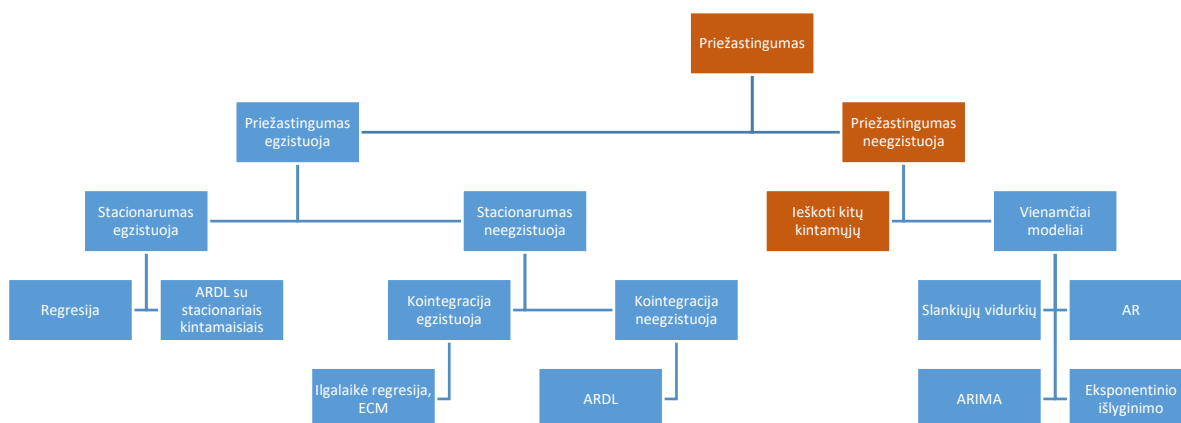 Priežastingumas
Priežastingumas
egzistuoja
Priežastingumas
neegzistuoja
Stacionarumas
egzistuoja
Stacionarumas
neegzistuoja
Ieškoti kitų
kintamųjų
Vienamčiai
modeliai
Regresija
ARDL su
stacionariais
kintamaisiais
Kointegracija
egzistuoja
Kointegracija
neegzistuoja
Slankiųjų vidurkių
AR
Ilgalaikė regresija,
ECM
ARDL
ARIMA
Eksponentinio
išlyginimo